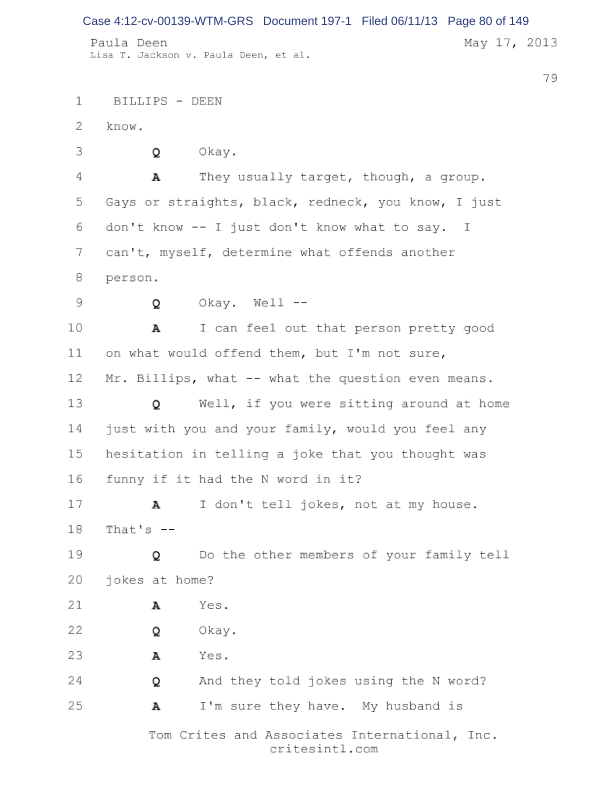 Case 4:12-cv-00139-WTM-GRS Document 197-1 Filed 06/11/13 Page 80 of 149
Paula Deen May 17, 2013
Lisa T. Jackson v. Paula Deen, et al.
79
1 BILLIPS - DEEN
2 know.
3 Q Okay.
4 A They usually target, though, a group.
5 Gays or straights, black, redneck, you know, I just
6 don't know -- I just don't know what to say. I
7 can't, myself, determine what offends another
8 person.
9 Q Okay. Well --
10 A I can feel out that person pretty good
11 on what would offend them, but I'm not sure,
12 Mr. Billips, what -- what the question even means.
13 Q Well, if you were sitting around at home
14 just with you and your family, would you feel any
15 hesitation in telling a joke that you thought was
16 funny if it had the N word in it?
17 A I don't tell jokes, not at my house.
18 That's --
19 Q Do the other members of your family tell
20 jokes at home?
21 A Yes.
22 Q Okay.
23 A Yes.
24 Q And they told jokes using the N word?
25 A I'm sure they have. My husband is
Tom Crites and Associates International, Inc.
critesintl.com